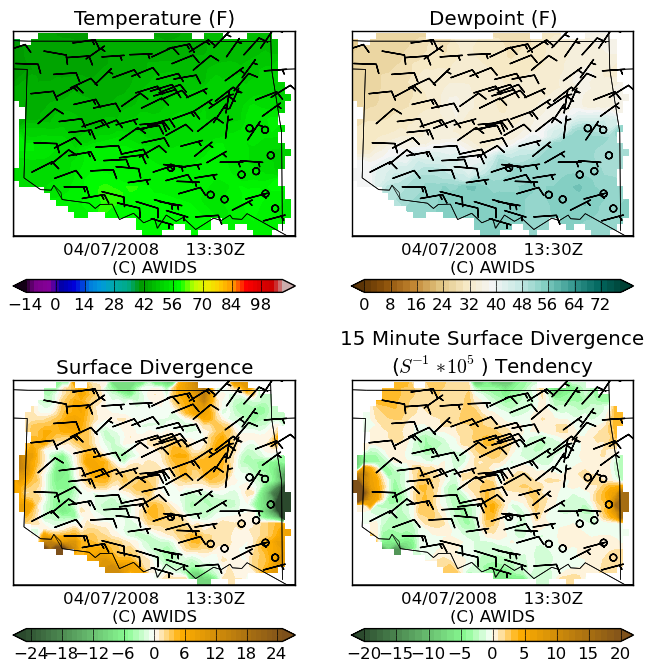 Temperature (F)
Dewpoint (F)
04/07/2008 13:30Z
(C) AWIDS
04/07/2008 13:30Z
(C) AWIDS
−14 0 14 28 42 56 70 84 98
0 8 16 24 32 40 48 56 64 72
Surface Divergence
15 Minute Surface Divergence
(S⁻¹ *10⁵ ) Tendency
04/07/2008 13:30Z
(C) AWIDS
04/07/2008 13:30Z
(C) AWIDS
−24 −18 −12 −6 0 6 12 18 24
−20 −15 −10 −5 0 5 10 15 20